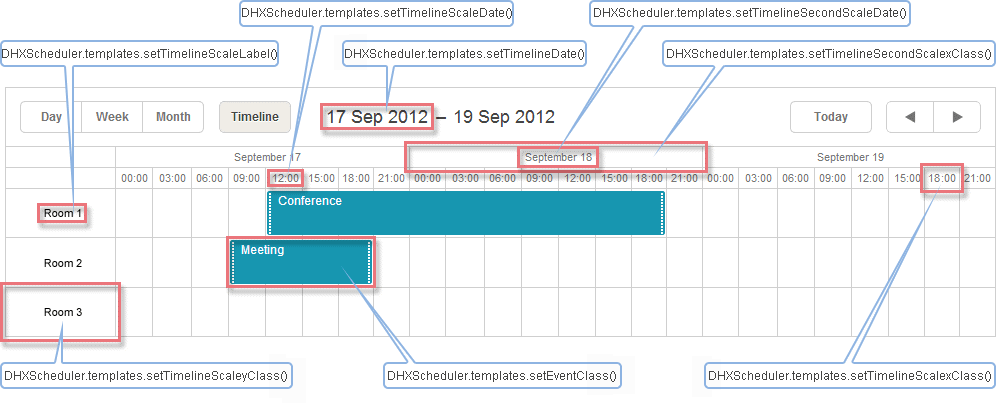 DHXScheduler.templates.setTimelineScaleDate()
DHXScheduler.templates.setTimelineSecondScaleDate()
DHXScheduler.templates.setTimelineScaleLabel()
DHXScheduler.templates.setTimelineDate()
DHXScheduler.templates.setTimelineSecondScalexClass()
Day Week Month Timeline 17 Sep 2012 – 19 Sep 2012 Today
September 17 September 18 September 19
00:00 03:00 06:00 09:00 12:00 15:00 18:00 21:00 00:00 03:00 06:00 09:00 12:00 15:00 18:00 21:00 00:00 03:00 06:00 09:00 12:00 15:00 18:00 21:00
Conference
Room 1
Meeting
Room 2
Room 3
DHXScheduler.templates.setTimelineScaleyClass()
DHXScheduler.templates.setEventClass()
DHXScheduler.templates.setTimelineScalexClass()